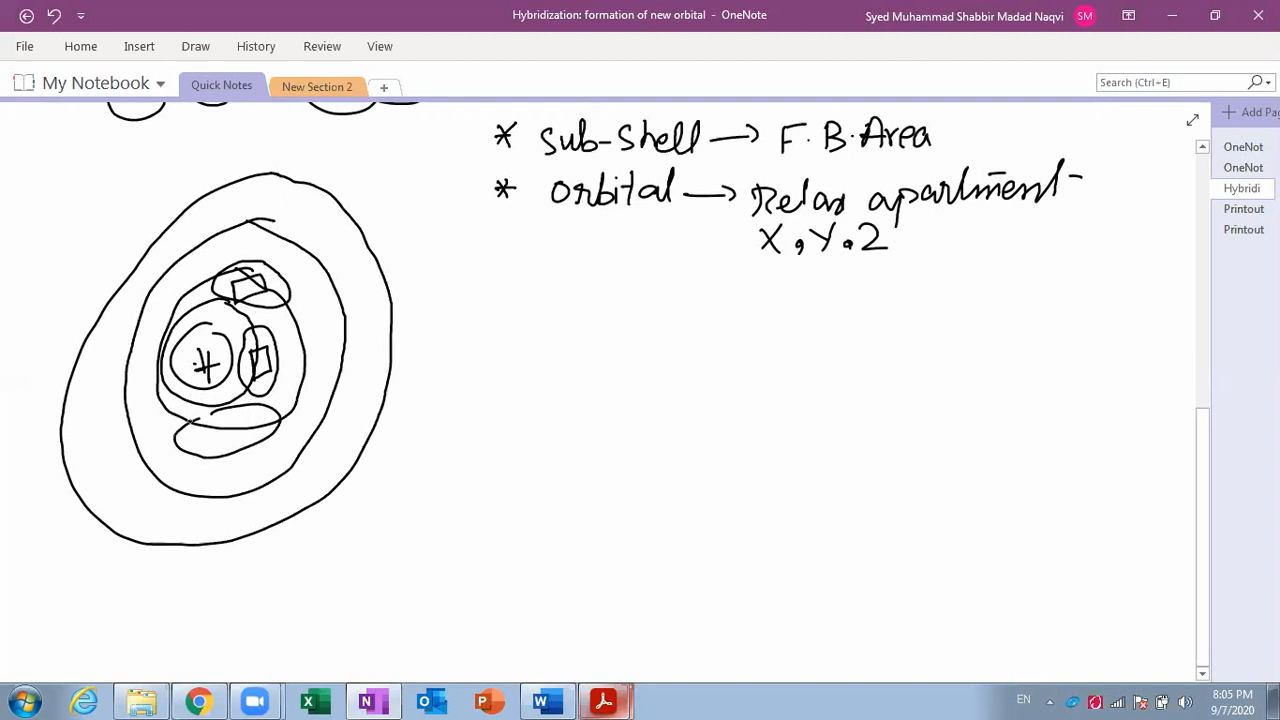 Hybridization: formation of new orbital - OneNote
Syed Muhammad Shabbir Madad Naqvi
SM
File Home Insert Draw History Review View
My Notebook
Quick Notes
New Section 2
+
Search (Ctrl+E)
Add Pag
OneNot
OneNot
Hybridi
Printout
Printout
* Sub-Shell → F.B.Area
* orbital → Relax apartment
X, Y, Z
+
EN
8:05 PM
9/7/2020